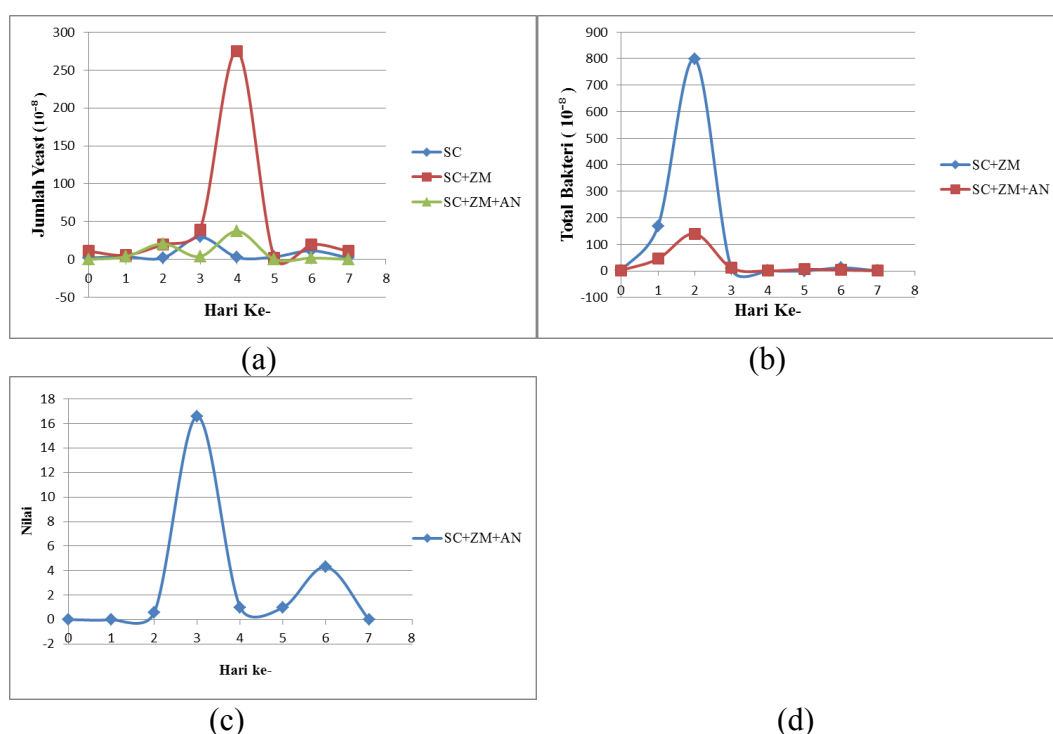 300
250
200
150
100
50
0
-50
0 1 2 3 4 5 6 7 8
Jumlah Yeast (10⁻⁸ )
Hari Ke-
SC
SC+ZM
SC+ZM+AN
(a)
900
800
700
600
500
400
300
200
100
0
-100
0 1 2 3 4 5 6 7 8
Total Bakteri ( 10⁻⁸ )
Hari Ke-
SC+ZM
SC+ZM+AN
(b)
18
16
14
12
10
8
6
4
2
0
-2
0 1 2 3 4 5 6 7 8
Nilai
Hari ke-
SC+ZM+AN
(c)
(d)